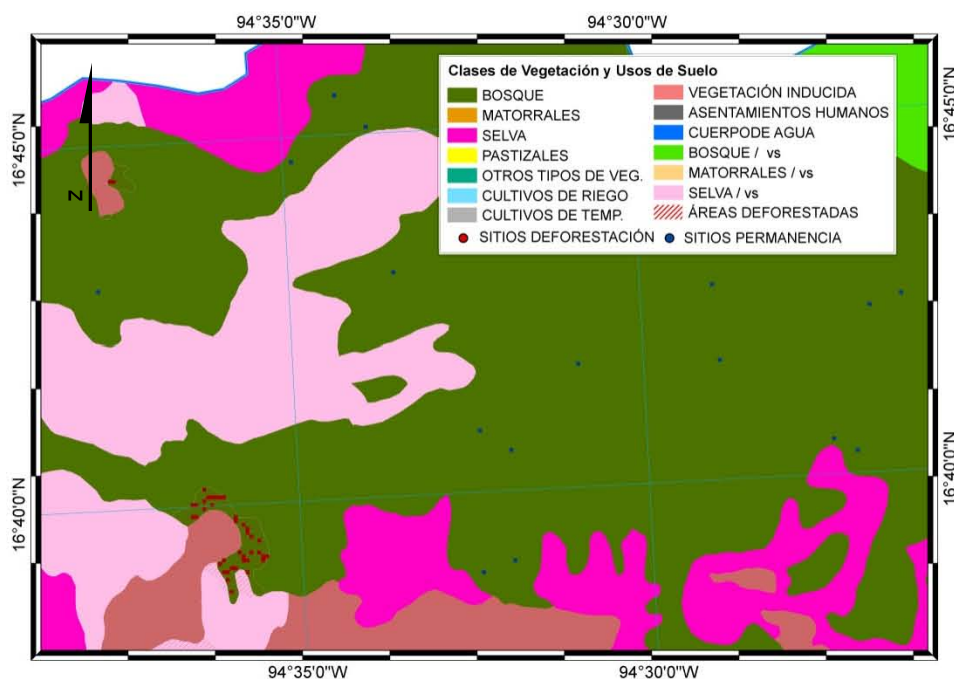 94°35'0"W
94°30'0"W
16°45'0"N
16°45'0"N
N
Clases de Vegetación y Usos de Suelo
BOSQUE
MATORRALES
SELVA
PASTIZALES
OTROS TIPOS DE VEG.
CULTIVOS DE RIEGO
CULTIVOS DE TEMP.
SITIOS DEFORESTACIÓN
VEGETACIÓN INDUCIDA
ASENTAMIENTOS HUMANOS
CUERPODE AGUA
BOSQUE / vs
MATORRALES / vs
SELVA / vs
ÁREAS DEFORESTADAS
SITIOS PERMANENCIA
16°40'0"N
16°40'0"N
94°35'0"W
94°30'0"W